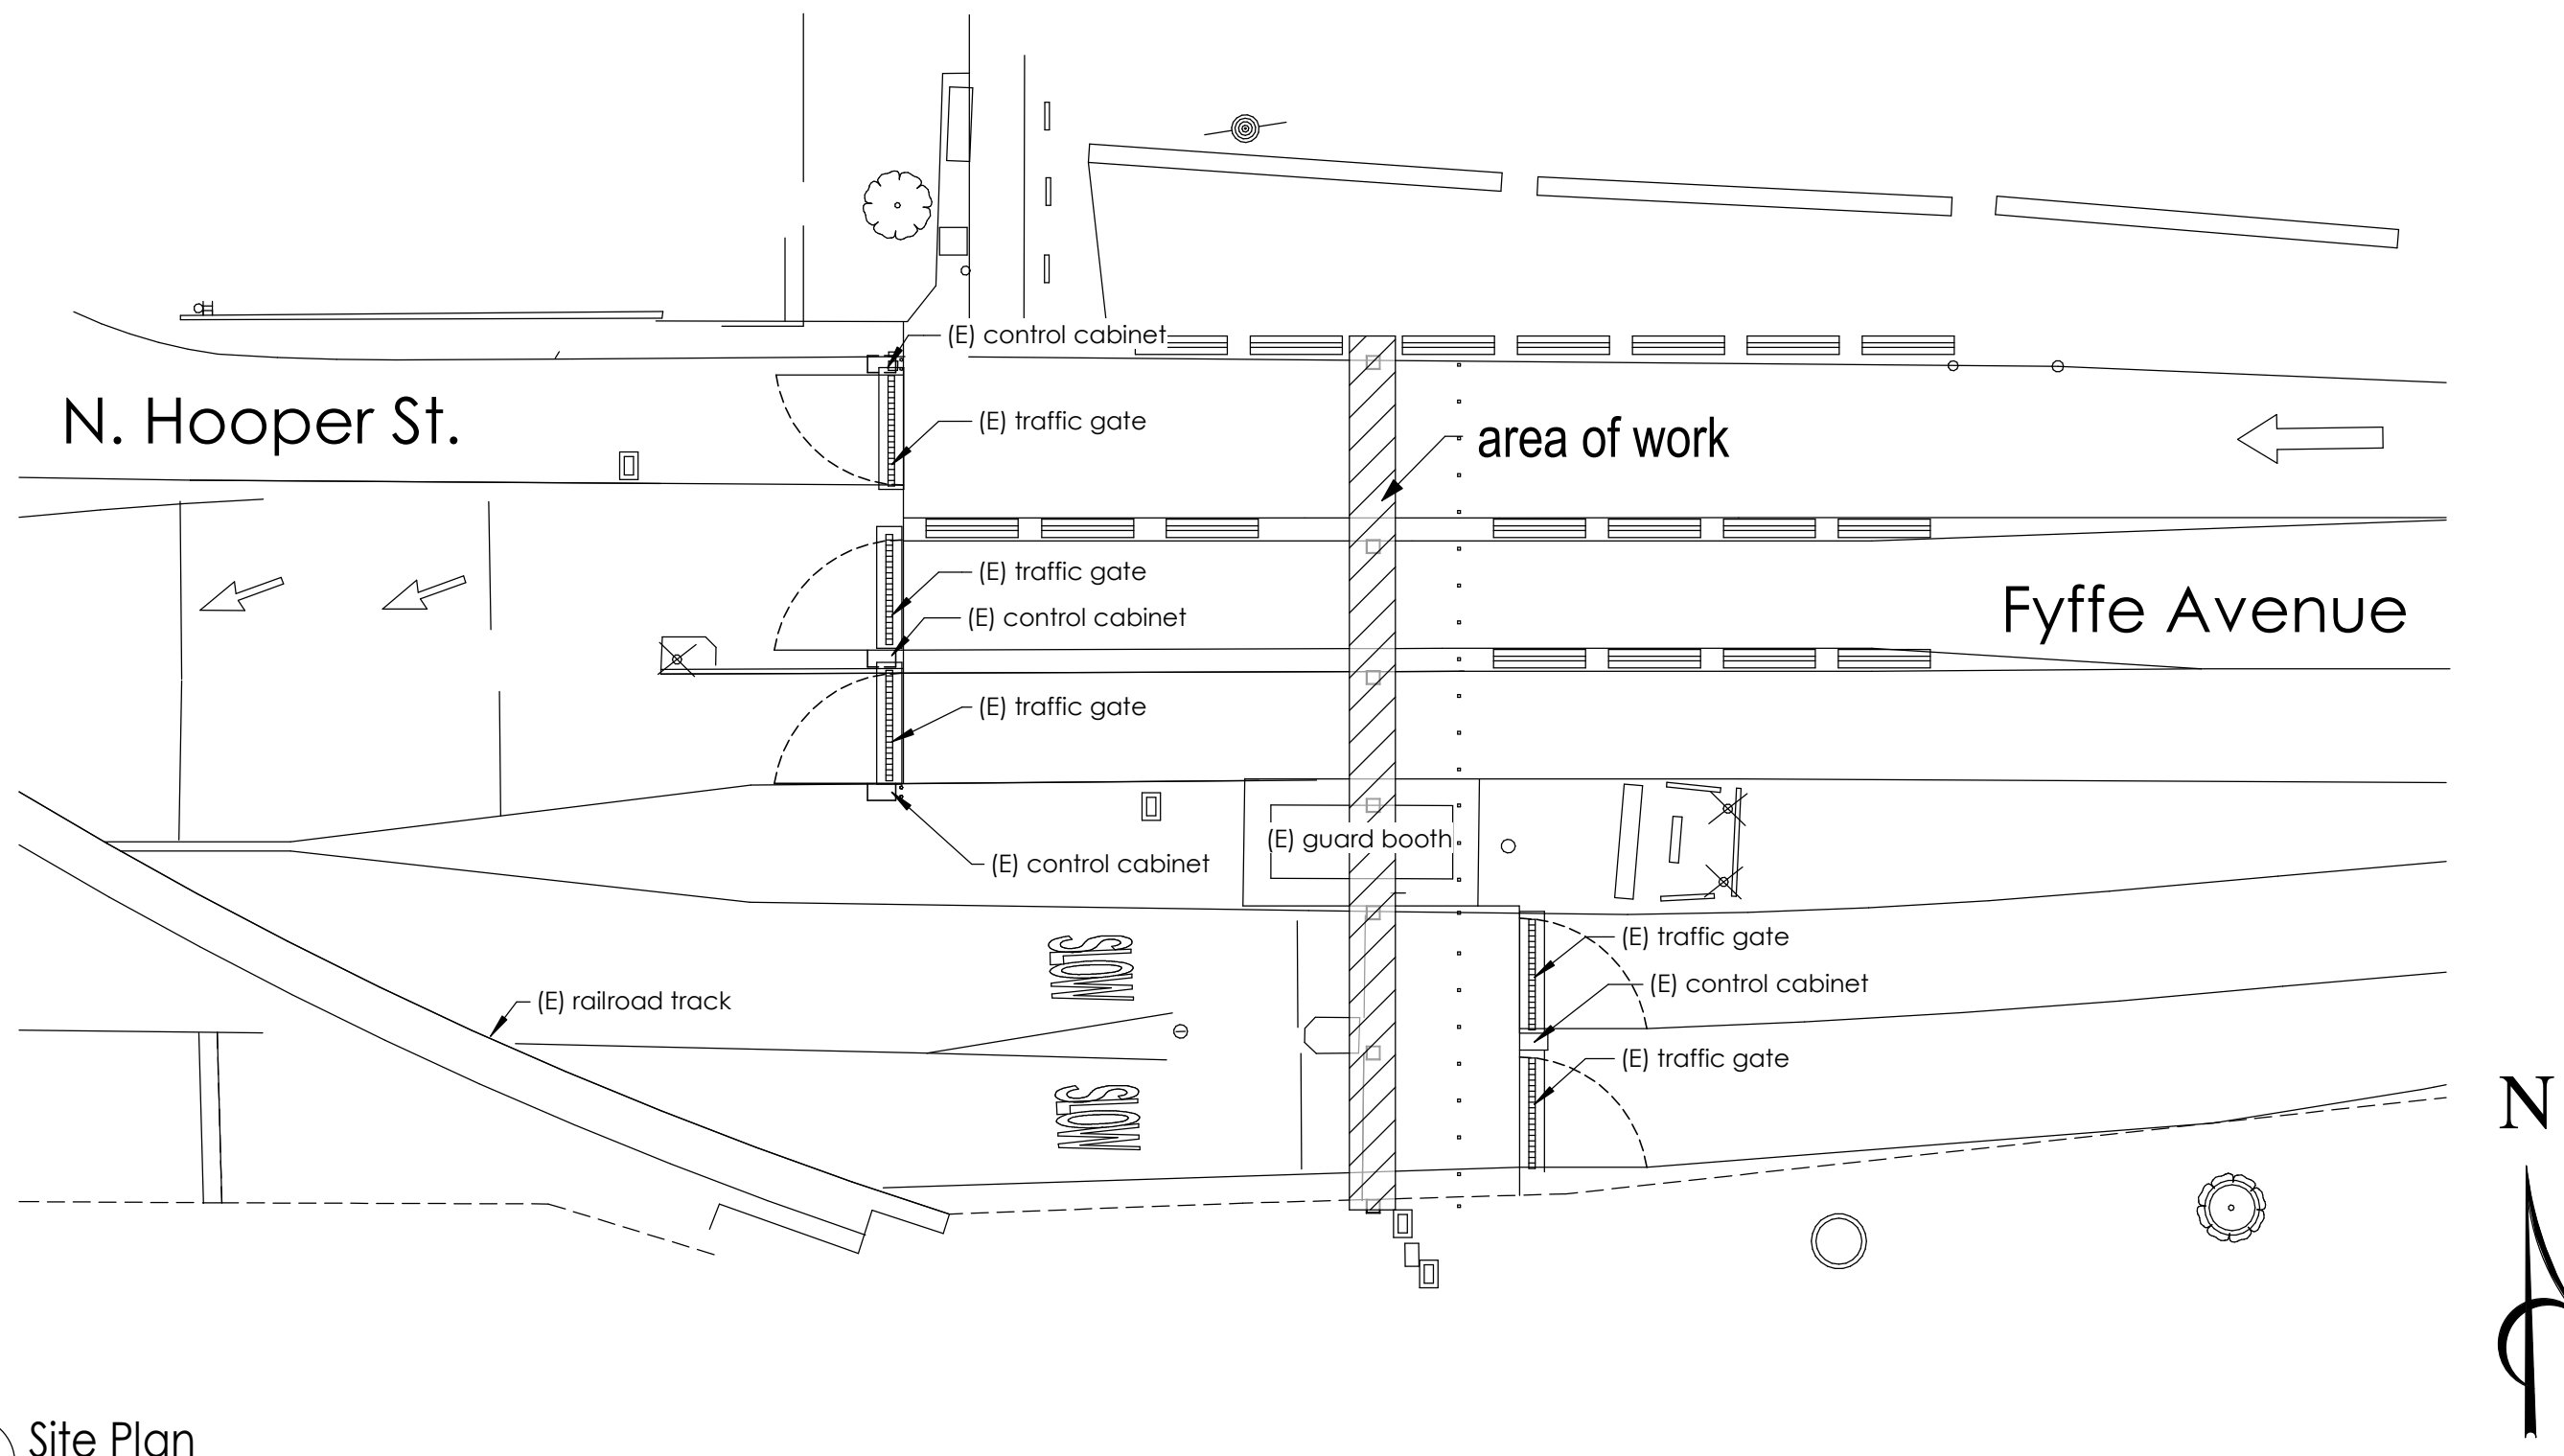 (E) control cabinet
N. Hooper St.
(E) traffic gate
area of work
(E) traffic gate
(E) control cabinet
Fyffe Avenue
(E) traffic gate
(E) guard booth
(E) control cabinet
(E) traffic gate
SLOW
(E) control cabinet
(E) railroad track
(E) traffic gate
SLOW
N
Site Plan